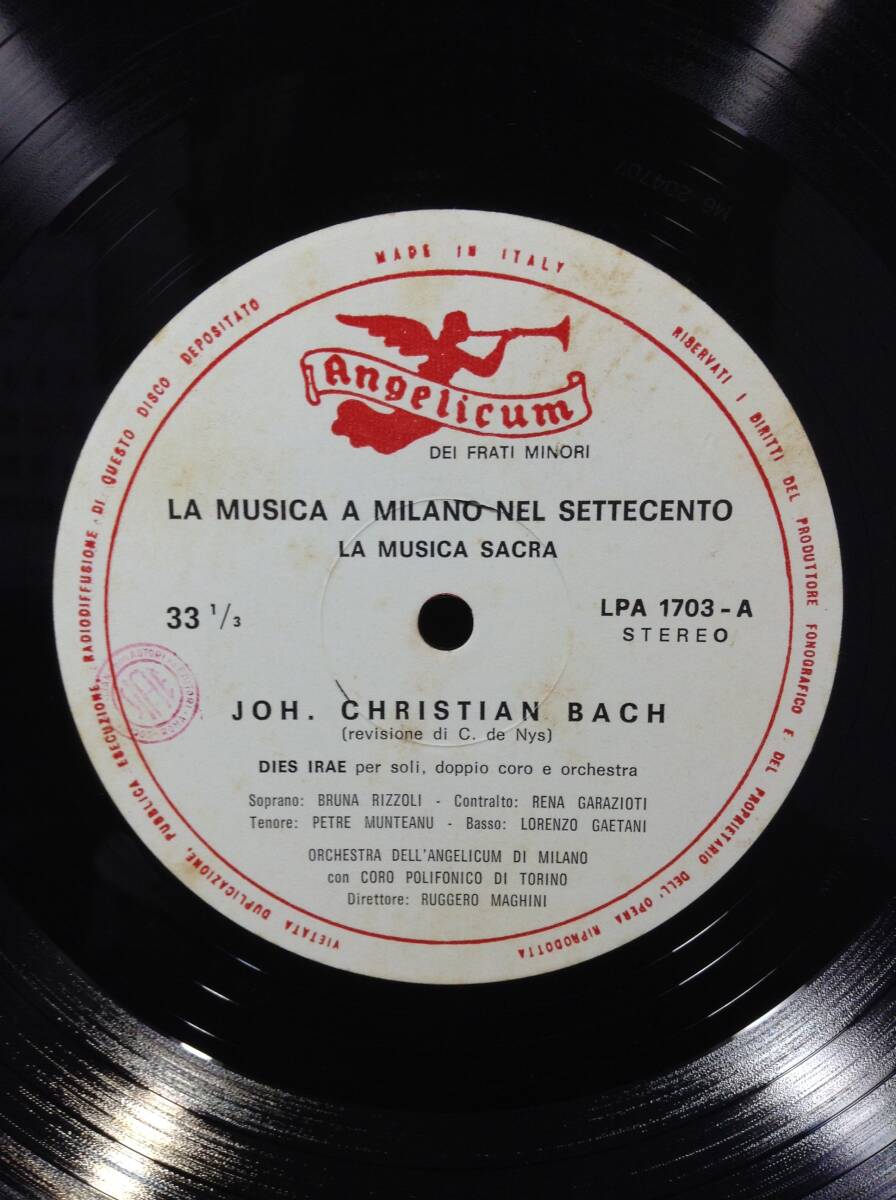 MADE IN ITALY
RISERVATI I DIRITTI DEL PRODUTTORE FONOGRAFICO E DEL PROPRIETARIO DELL'OPERA RIPRODOTTA
VIETATA DUPLICAZIONE, PUBBLICA ESECUZIONE, RADIODIFFUSIONE DI QUESTO DISCO DEPOSITATO
Angelicum
DEI FRATI MINORI
LA MUSICA A MILANO NEL SETTECENTO
LA MUSICA SACRA
33 1/3
LPA 1703-A
STEREO
SIAE
JOH. CHRISTIAN BACH
(revisione di C. de Nys)
DIES IRAE per soli, doppio coro e orchestra
Soprano: BRUNA RIZZOLI - Contralto: RENA GARAZIOTI
Tenore: PETRE MUNTEANU - Basso: LORENZO GAETANI
ORCHESTRA DELL'ANGELICUM DI MILANO
con CORO POLIFONICO DI TORINO
Direttore: RUGGERO MAGHINI